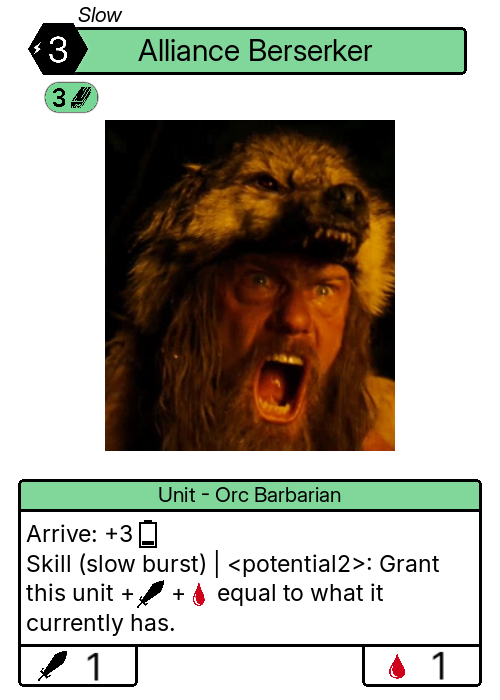 Slow
3
Alliance Berserker
3
Unit - Orc Barbarian
Arrive: +3
Skill (slow burst) | <potential2>: Grant
this unit + + equal to what it
currently has.
1
1